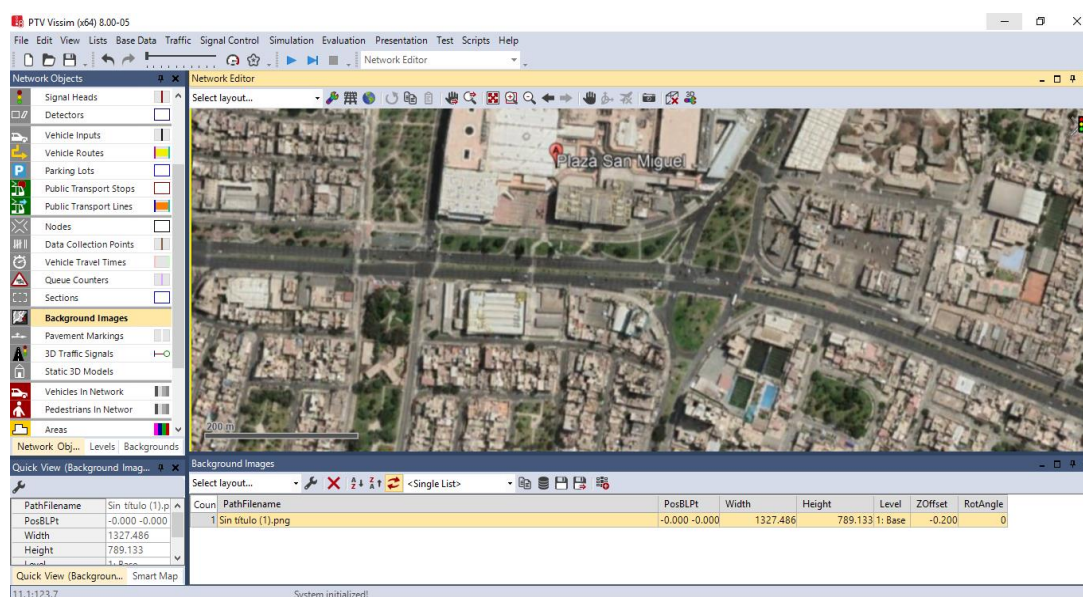 PTV Vissim (x64) 8.00-05
File Edit View Lists Base Data Traffic Signal Control Simulation Evaluation Presentation Test Scripts Help
Network Editor
Network Objects
Signal Heads
Detectors
Vehicle Inputs
Vehicle Routes
Parking Lots
Public Transport Stops
Public Transport Lines
Nodes
Data Collection Points
Vehicle Travel Times
Queue Counters
Sections
Background Images
Pavement Markings
3D Traffic Signals
Static 3D Models
Vehicles In Network
Pedestrians In Networ
Areas
Network Obj... Levels Backgrounds
Network Editor
Select layout...
A
Plaza San Miguel
200 m
Quick View (Background Imag...
PathFilename Sin título (1).p
PosBLPt -0.000 -0.000
Width 1327.486
Height 789.133
Level 1: Base
Quick View (Backgroun... Smart Map
Background Images
Select layout... <Single List>
Coun PathFilename PosBLPt Width Height Level ZOffset RotAngle
1 Sin título (1).png -0.000 -0.000 1327.486 789.133 1: Base -0.200 0
11.1:123.7 System initialized!